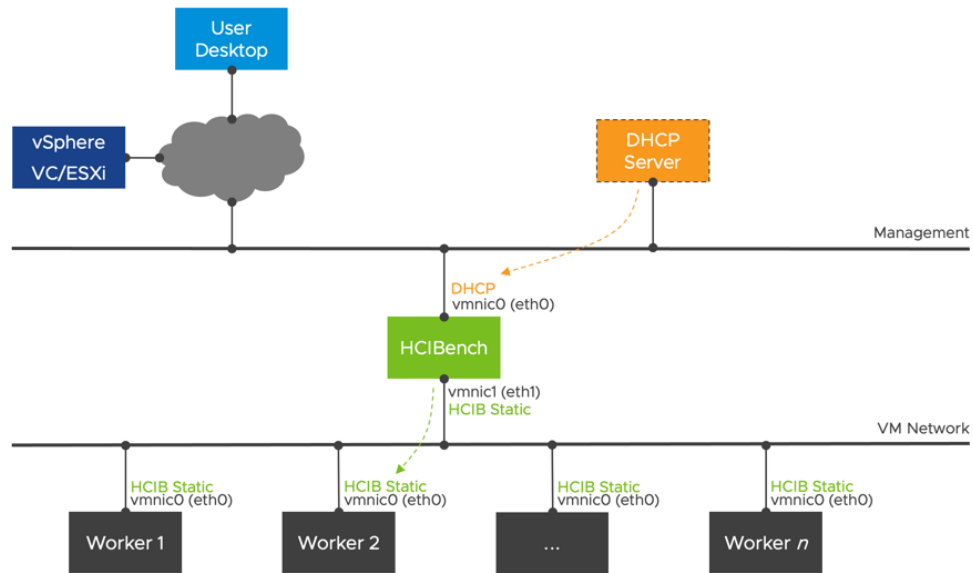 User
Desktop
vSphere
VC/ESXi
DHCP
Server
Management
DHCP
vmnic0 (eth0)
HCIBench
vmnic1 (eth1)
HCIB Static
VM Network
HCIB Static
vmnic0 (eth0)
HCIB Static
vmnic0 (eth0)
HCIB Static
vmnic0 (eth0)
HCIB Static
vmnic0 (eth0)
Worker 1
Worker 2
...
Worker n